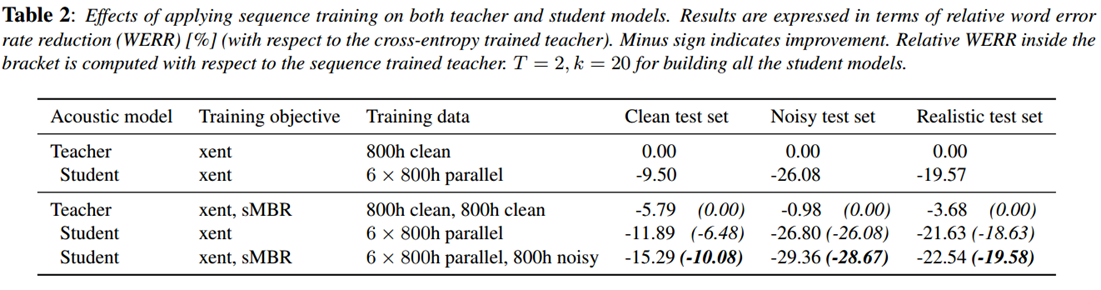 Table 2: Effects of applying sequence training on both teacher and student models. Results are expressed in terms of relative word error
rate reduction (WERR) [%] (with respect to the cross-entropy trained teacher). Minus sign indicates improvement. Relative WERR inside the
bracket is computed with respect to the sequence trained teacher. T = 2, k = 20 for building all the student models.
Acoustic model Training objective Training data Clean test set Noisy test set Realistic test set
Teacher xent 800h clean 0.00 0.00 0.00
Student xent 6 × 800h parallel -9.50 -26.08 -19.57
Teacher xent, sMBR 800h clean, 800h clean -5.79 (0.00) -0.98 (0.00) -3.68 (0.00)
Student xent 6 × 800h parallel -11.89 (-6.48) -26.80 (-26.08) -21.63 (-18.63)
Student xent, sMBR 6 × 800h parallel, 800h noisy -15.29 (-10.08) -29.36 (-28.67) -22.54 (-19.58)